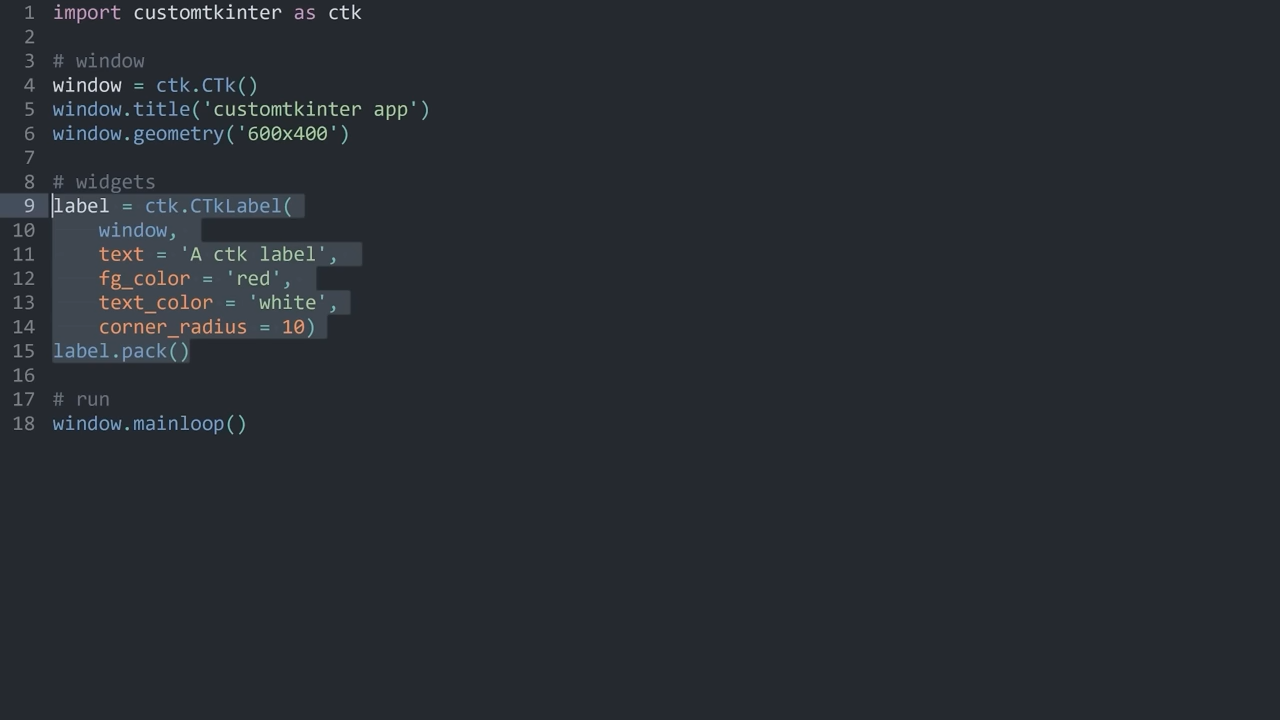 1 import customtkinter as ctk
2
3 # window
4 window = ctk.CTk()
5 window.title('customtkinter app')
6 window.geometry('600x400')
7
8 # widgets
9 label = ctk.CTkLabel(
10     window,
11     text = 'A ctk label',
12     fg_color = 'red',
13     text_color = 'white',
14     corner_radius = 10)
15 label.pack()
16
17 # run
18 window.mainloop()